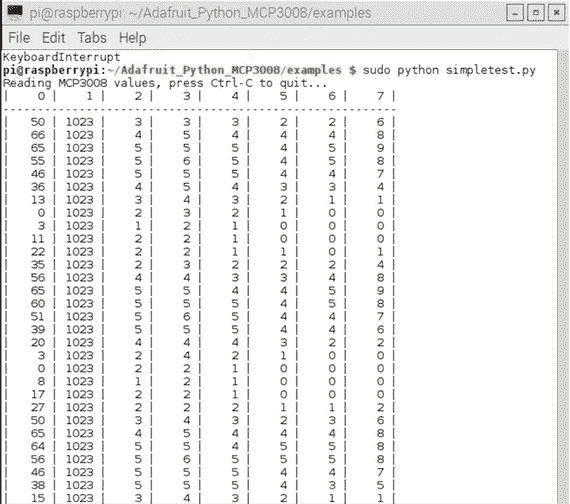 pi@raspberrypi: ~/Adafruit_Python_MCP3008/examples
File Edit Tabs Help
KeyboardInterrupt
pi@raspberrypi:~/Adafruit_Python_MCP3008/examples $ sudo python simpletest.py
Reading MCP3008 values, press Ctrl-C to quit...
| 0 | 1 | 2 | 3 | 4 | 5 | 6 | 7 |
---------------------------------------------------------
| 50 | 1023 | 3 | 3 | 3 | 2 | 2 | 6 |
| 66 | 1023 | 4 | 5 | 4 | 4 | 4 | 8 |
| 65 | 1023 | 5 | 5 | 5 | 4 | 5 | 9 |
| 55 | 1023 | 5 | 6 | 5 | 4 | 5 | 8 |
| 46 | 1023 | 5 | 5 | 5 | 4 | 4 | 7 |
| 36 | 1023 | 4 | 5 | 4 | 3 | 3 | 4 |
| 13 | 1023 | 3 | 4 | 3 | 2 | 1 | 1 |
| 0 | 1023 | 2 | 3 | 2 | 1 | 0 | 0 |
| 3 | 1023 | 1 | 2 | 1 | 0 | 0 | 0 |
| 11 | 1023 | 2 | 2 | 1 | 0 | 0 | 0 |
| 22 | 1023 | 2 | 2 | 1 | 1 | 0 | 1 |
| 35 | 1023 | 2 | 3 | 2 | 2 | 2 | 4 |
| 56 | 1023 | 4 | 4 | 3 | 3 | 4 | 8 |
| 65 | 1023 | 5 | 5 | 4 | 4 | 5 | 9 |
| 60 | 1023 | 5 | 5 | 5 | 4 | 5 | 8 |
| 51 | 1023 | 5 | 6 | 5 | 4 | 4 | 7 |
| 39 | 1023 | 5 | 5 | 5 | 4 | 4 | 6 |
| 20 | 1023 | 4 | 4 | 4 | 3 | 2 | 2 |
| 3 | 1023 | 2 | 4 | 2 | 1 | 0 | 0 |
| 0 | 1023 | 2 | 2 | 1 | 0 | 0 | 0 |
| 8 | 1023 | 1 | 2 | 1 | 0 | 0 | 0 |
| 17 | 1023 | 2 | 2 | 1 | 0 | 0 | 0 |
| 27 | 1023 | 2 | 2 | 2 | 1 | 1 | 2 |
| 50 | 1023 | 3 | 4 | 3 | 2 | 3 | 6 |
| 65 | 1023 | 4 | 5 | 4 | 4 | 4 | 8 |
| 64 | 1023 | 5 | 5 | 4 | 5 | 5 | 8 |
| 56 | 1023 | 5 | 6 | 5 | 5 | 5 | 8 |
| 46 | 1023 | 5 | 5 | 5 | 4 | 4 | 7 |
| 38 | 1023 | 5 | 5 | 5 | 4 | 3 | 5 |
| 15 | 1023 | 3 | 4 | 3 | 2 | 1 | 1 |